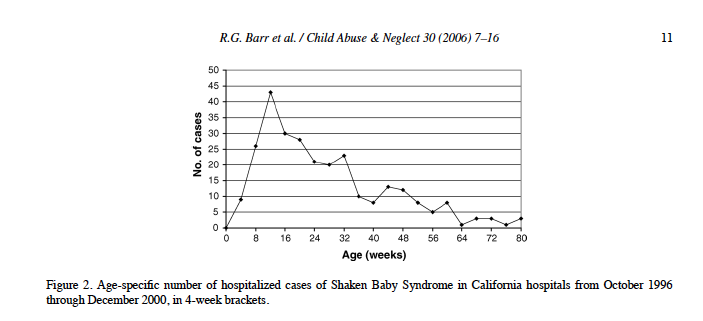 R.G. Barr et al. / Child Abuse & Neglect 30 (2006) 7–16 11
50
45
40
35
30
25
20
15
10
5
0
No. of cases
0 8 16 24 32 40 48 56 64 72 80
Age (weeks)
Figure 2. Age-specific number of hospitalized cases of Shaken Baby Syndrome in California hospitals from October 1996
through December 2000, in 4-week brackets.